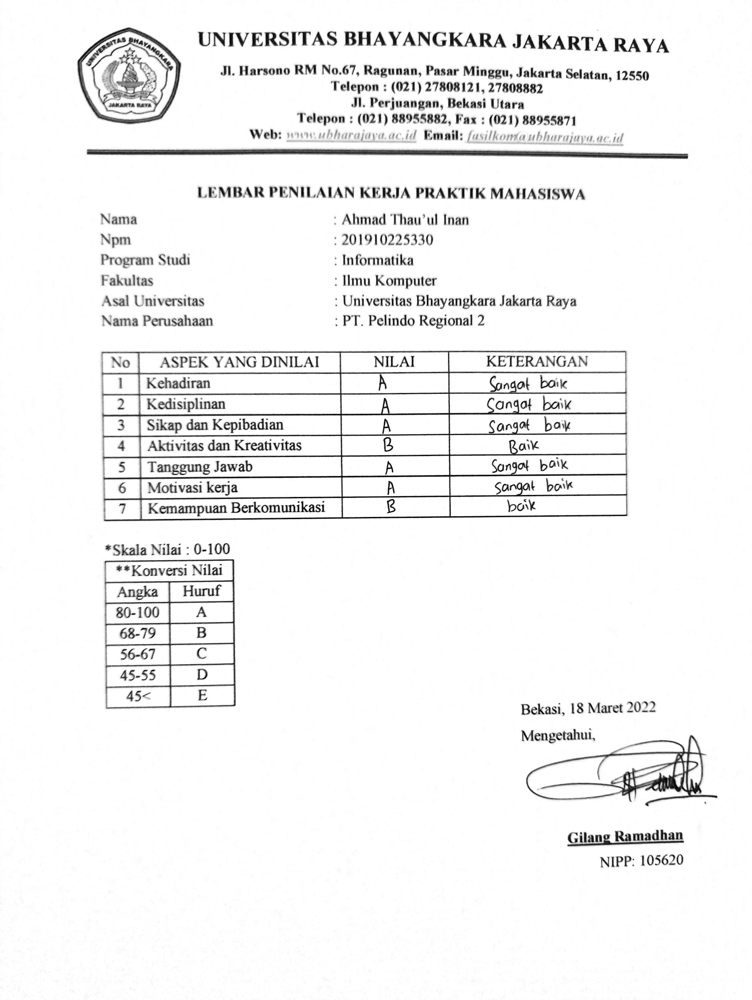 UNIVERSITAS BHAYANGKARA
JAKARTA RAYA
UNIVERSITAS BHAYANGKARA JAKARTA RAYA
Jl. Harsono RM No.67, Ragunan, Pasar Minggu, Jakarta Selatan, 12550
Telepon : (021) 27808121, 27808882
Jl. Perjuangan, Bekasi Utara
Telepon : (021) 88955882, Fax : (021) 88955871
Web: www.ubharajaya.ac.id Email: fasilkom@ubharajaya.ac.id
LEMBAR PENILAIAN KERJA PRAKTIK MAHASISWA
Nama : Ahmad Thau'ul Inan
Npm : 201910225330
Program Studi : Informatika
Fakultas : Ilmu Komputer
Asal Universitas : Universitas Bhayangkara Jakarta Raya
Nama Perusahaan : PT. Pelindo Regional 2
No ASPEK YANG DINILAI NILAI KETERANGAN
1 Kehadiran A Sangat baik
2 Kedisiplinan A Sangat baik
3 Sikap dan Kepibadian A Sangat baik
4 Aktivitas dan Kreativitas B Baik
5 Tanggung Jawab A Sangat baik
6 Motivasi kerja A Sangat baik
7 Kemampuan Berkomunikasi B baik
*Skala Nilai : 0-100
**Konversi Nilai
Angka Huruf
80-100 A
68-79 B
56-67 C
45-55 D
45< E
Bekasi, 18 Maret 2022
Mengetahui,
Gilang Ramadhan
NIPP: 105620